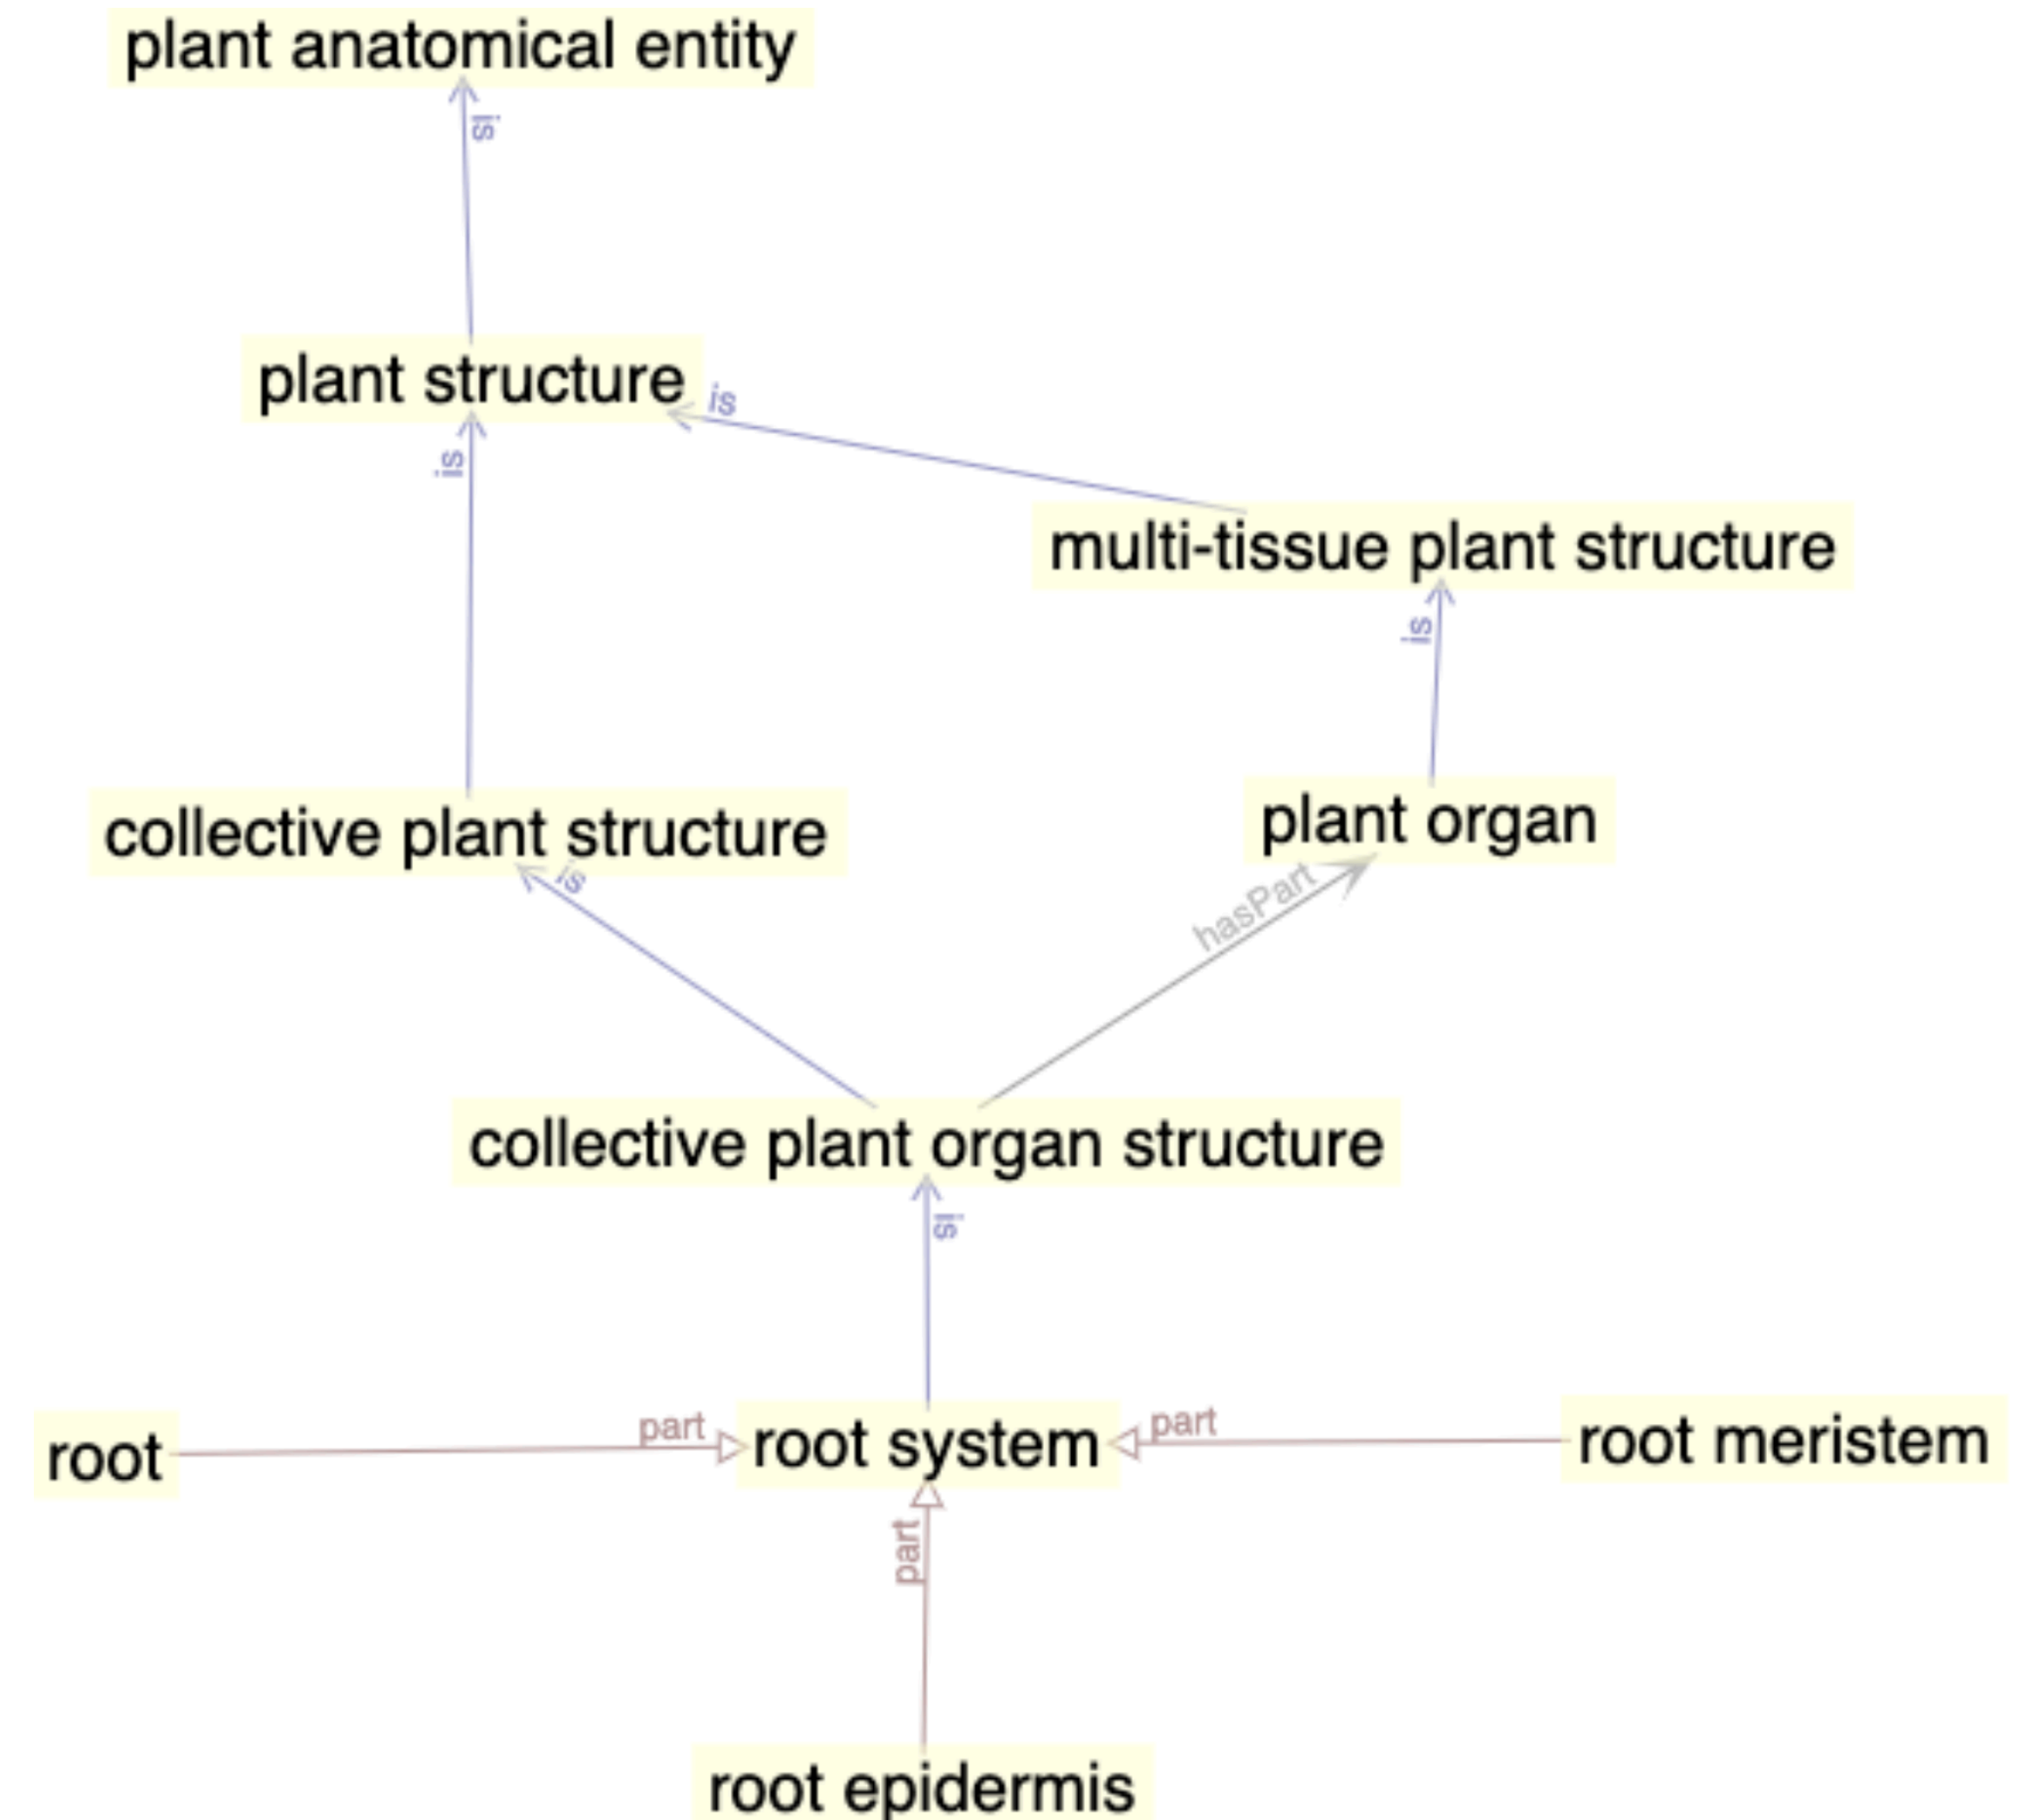 plant anatomical entity
is
plant structure
is
is
multi-tissue plant structure
is
collective plant structure
plant organ
is
hasPart
collective plant organ structure
is
root
part
root system
part
root meristem
part
root epidermis